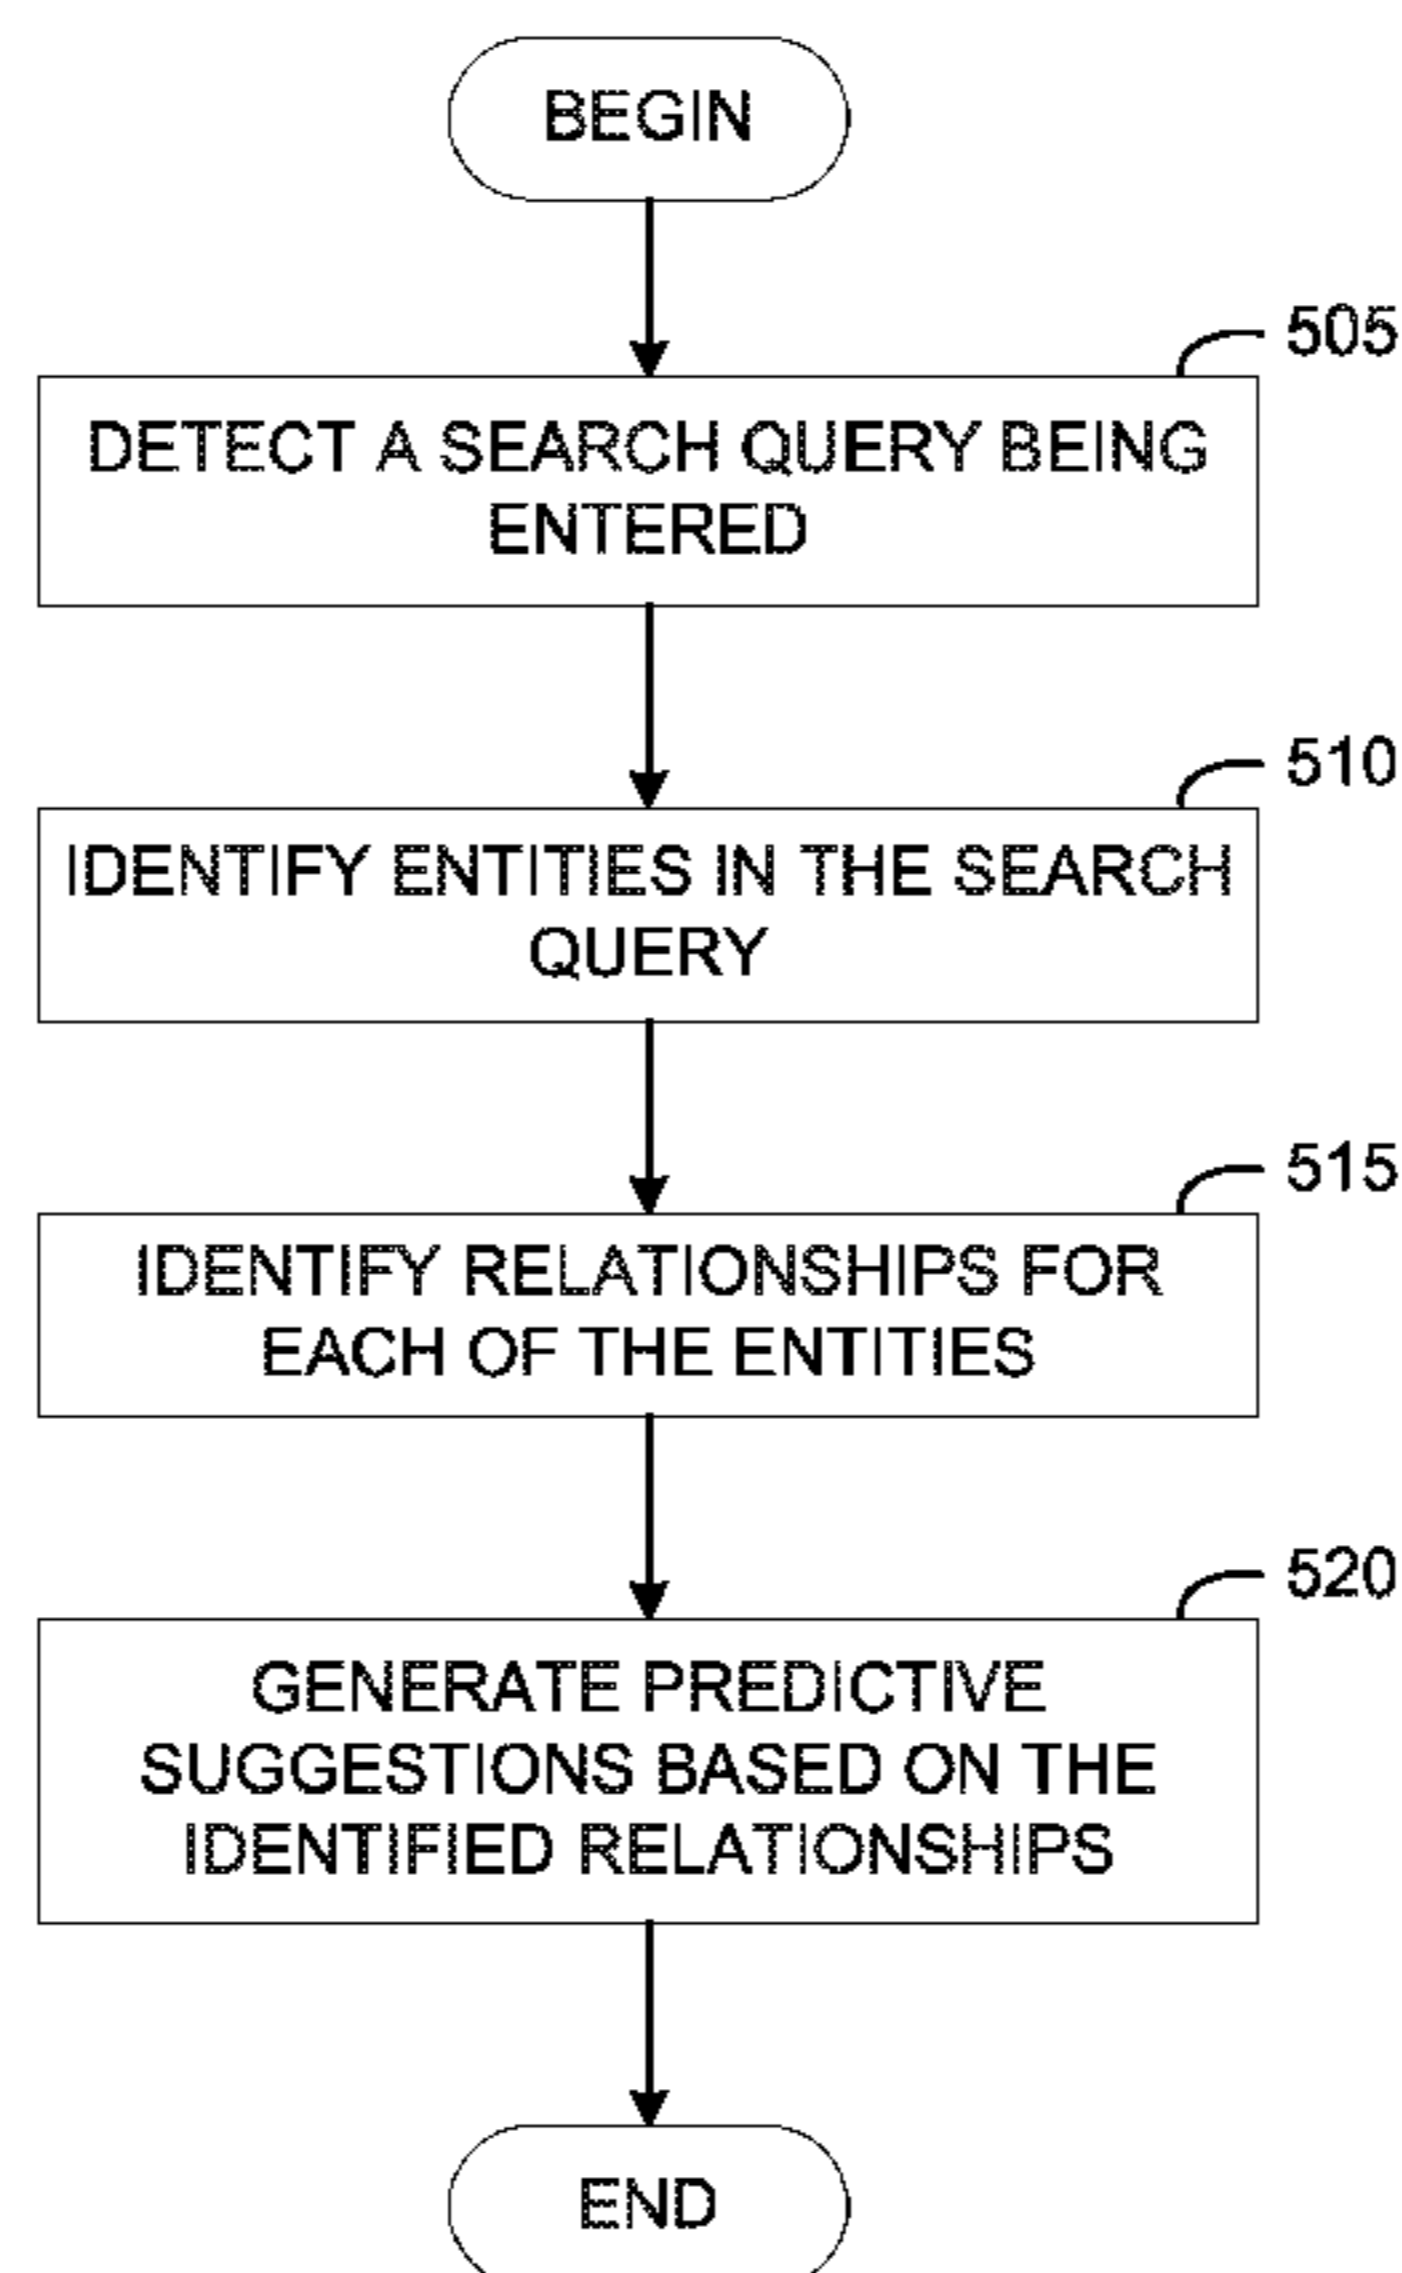 BEGIN
505
DETECT A SEARCH QUERY BEING
ENTERED
510
IDENTIFY ENTITIES IN THE SEARCH
QUERY
515
IDENTIFY RELATIONSHIPS FOR
EACH OF THE ENTITIES
520
GENERATE PREDICTIVE
SUGGESTIONS BASED ON THE
IDENTIFIED RELATIONSHIPS
END